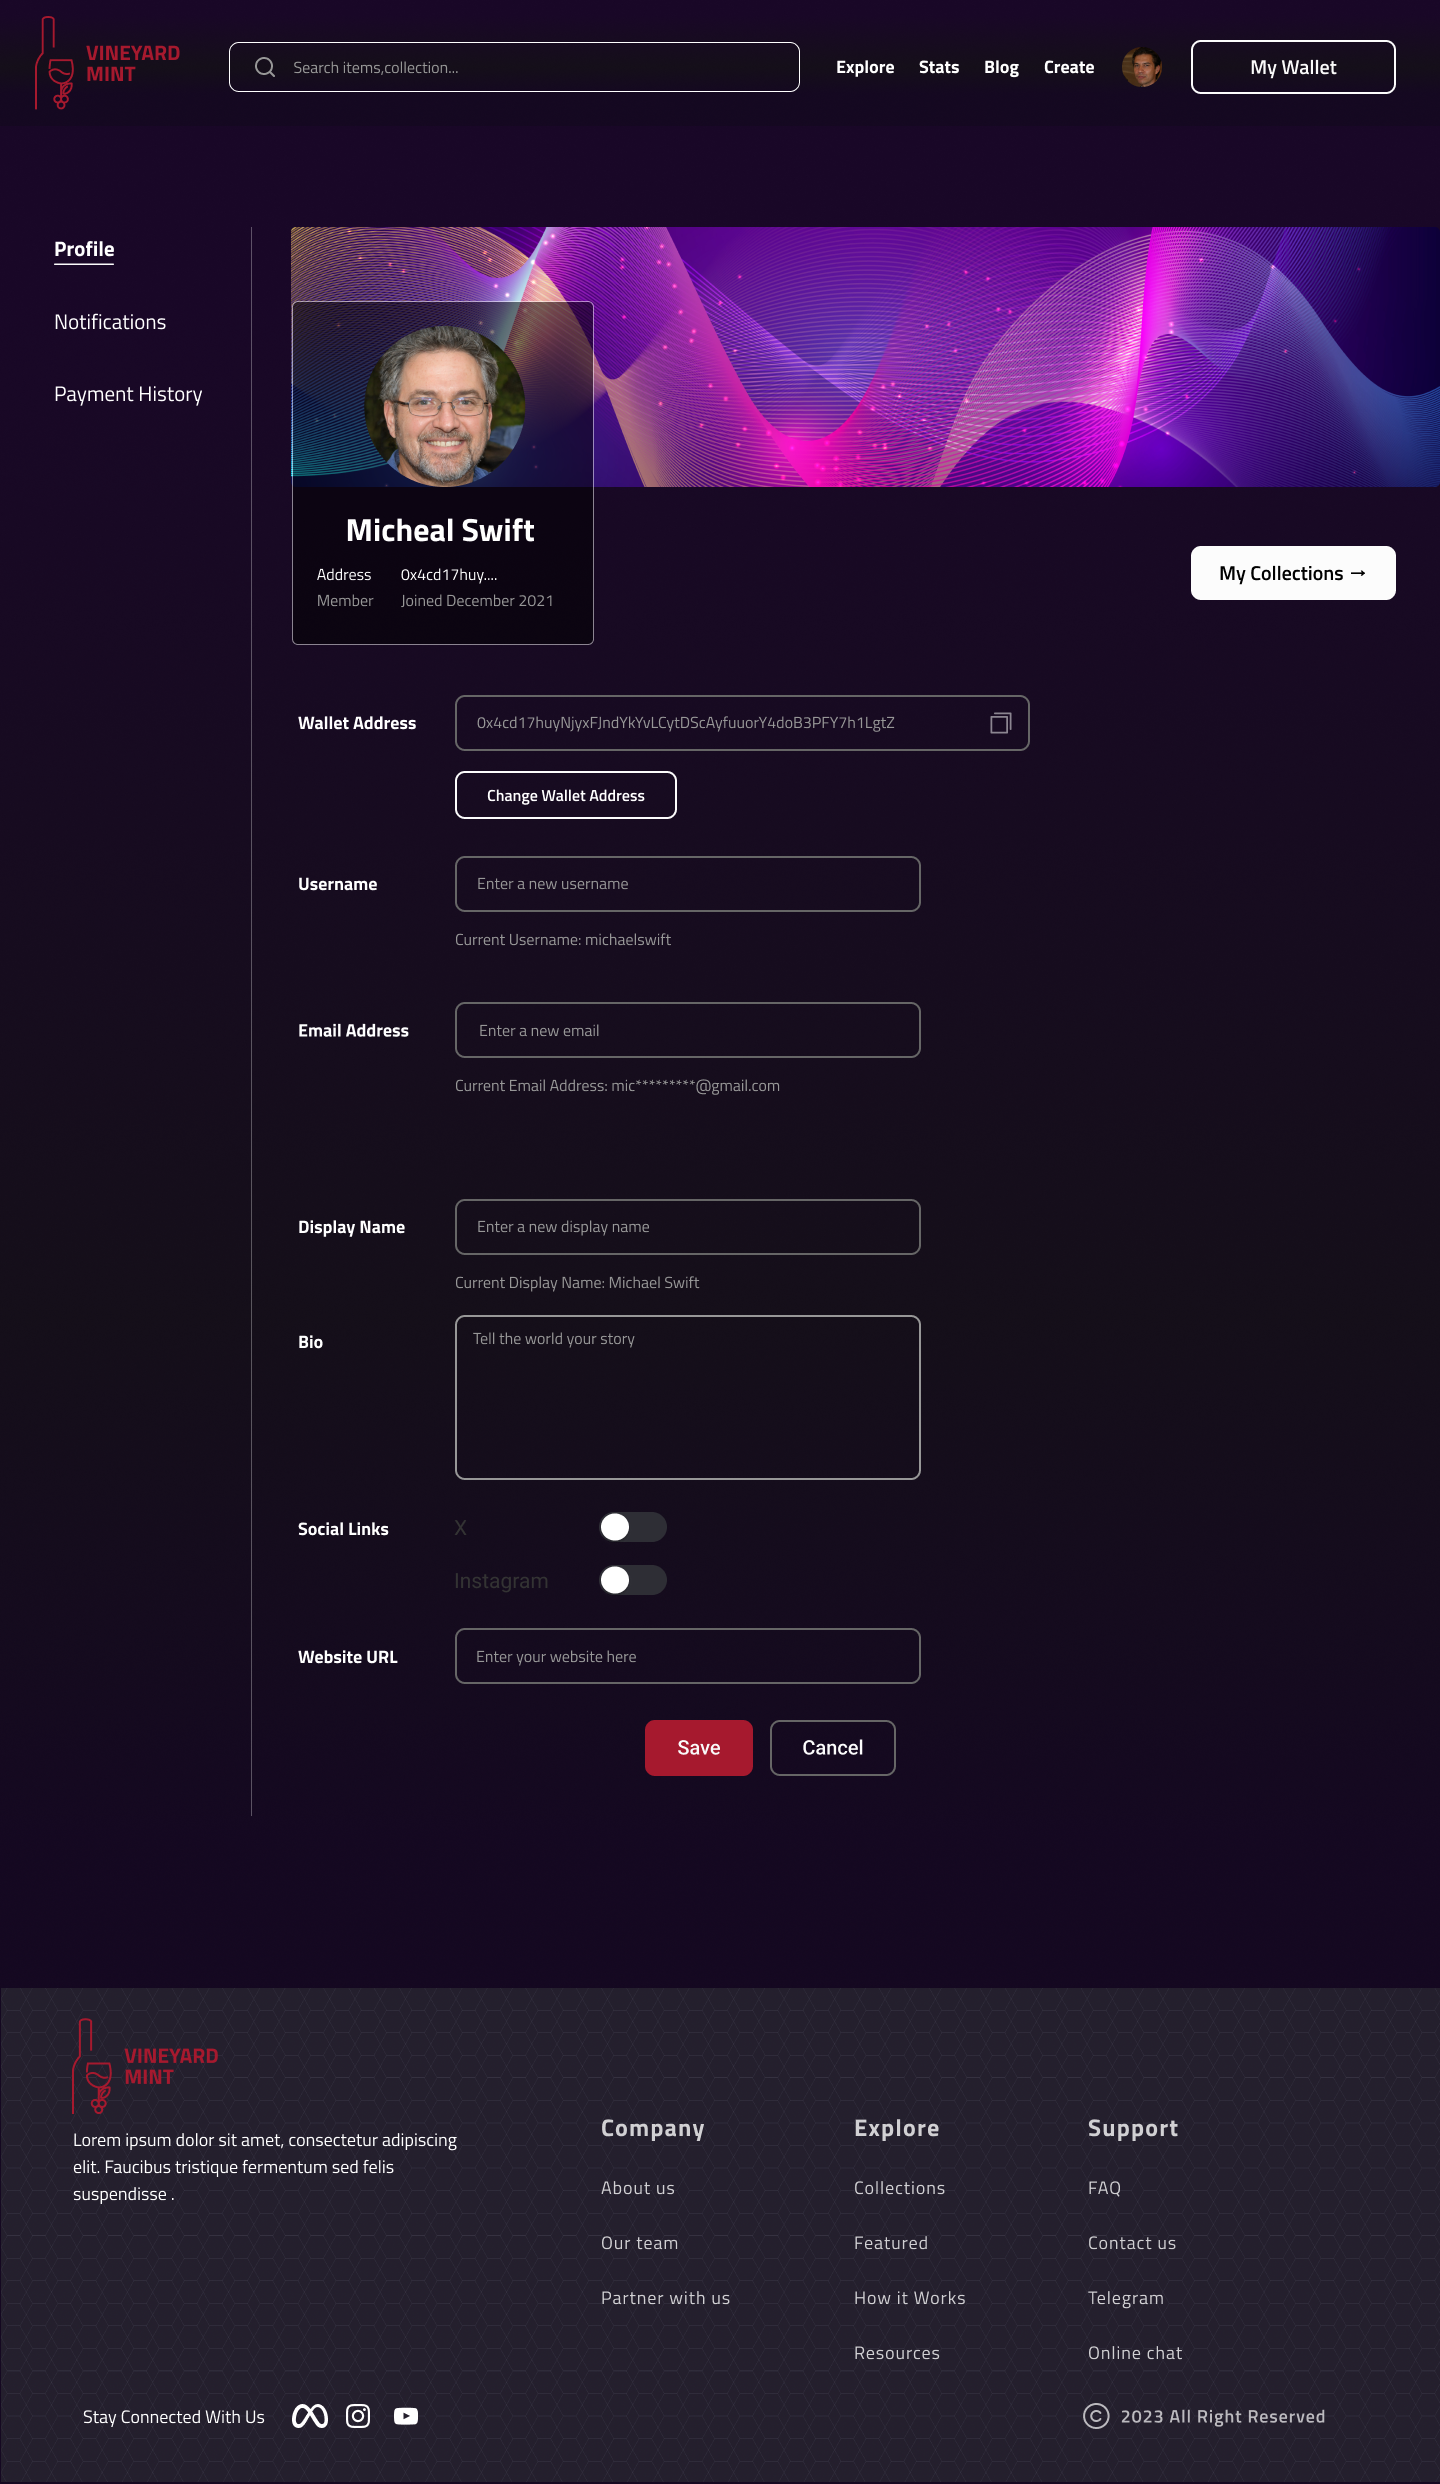 VINEYARD
MINT
Search items,collection...
Explore
Stats
Blog
Create
My Wallet
Profile
Notifications
Payment History
Micheal Swift
Address 0x4cd17huy....
Member Joined December 2021
My Collections →
Wallet Address
0x4cd17huyNjyxFJndYkYvLCytDScAyfuuorY4doB3PFY7h1LgtZ
Change Wallet Address
Username
Enter a new username
Current Username: michaelswift
Email Address
Enter a new email
Current Email Address: mic*********@gmail.com
Display Name
Enter a new display name
Current Display Name: Michael Swift
Bio
Tell the world your story
Social Links
X
Instagram
Website URL
Enter your website here
Save
Cancel
VINEYARD
MINT
Lorem ipsum dolor sit amet, consectetur adipiscing
elit. Faucibus tristique fermentum sed felis
suspendisse .
Company
About us
Our team
Partner with us
Explore
Collections
Featured
How it Works
Resources
Support
FAQ
Contact us
Telegram
Online chat
Stay Connected With Us
© 2023 All Right Reserved